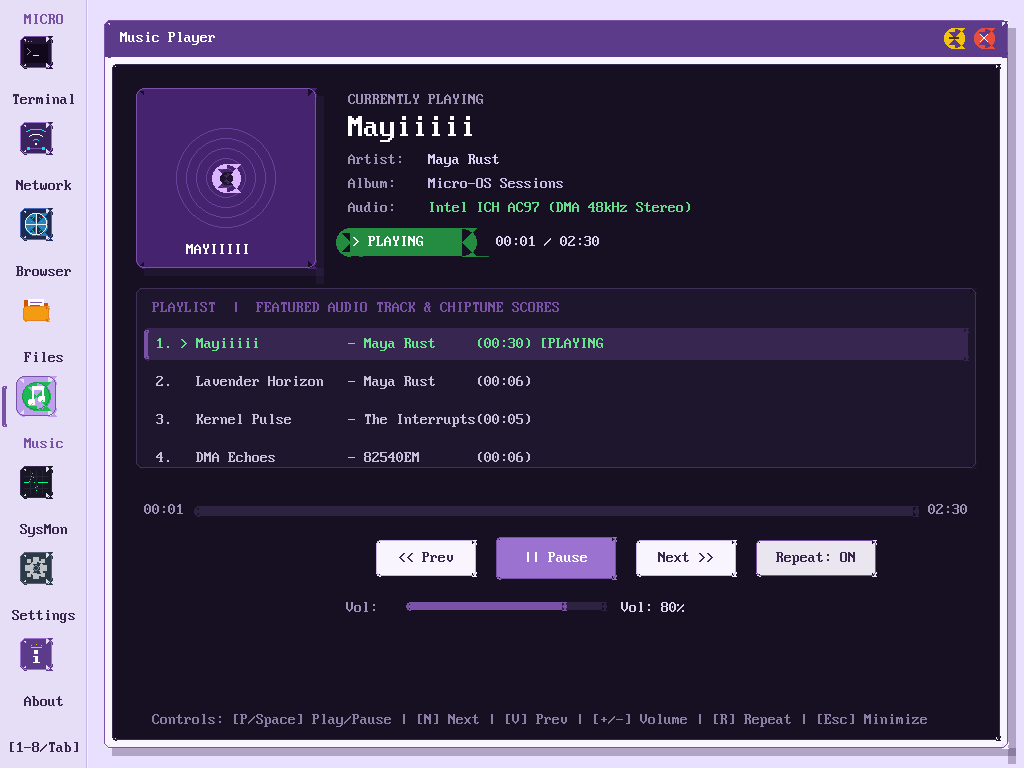 MICRO
Terminal
Network
Browser
Files
Music
SysMon
Settings
About
[1-8/Tab]
Music Player
MAYIIIII
CURRENTLY PLAYING
Mayiiiii
Artist: Maya Rust
Album: Micro-OS Sessions
Audio: Intel ICH AC97 (DMA 48kHz Stereo)
> PLAYING 00:01 / 02:30
PLAYLIST | FEATURED AUDIO TRACK & CHIPTUNE SCORES
1. > Mayiiiii - Maya Rust (00:30) [PLAYING
2. Lavender Horizon - Maya Rust (00:06)
3. Kernel Pulse - The Interrupts(00:05)
4. DMA Echoes - 82540EM (00:06)
00:01 02:30
<< Prev || Pause Next >> Repeat: ON
Vol: Vol: 80%
Controls: [P/Space] Play/Pause | [N] Next | [V] Prev | [+/-] Volume | [R] Repeat | [Esc] Minimize